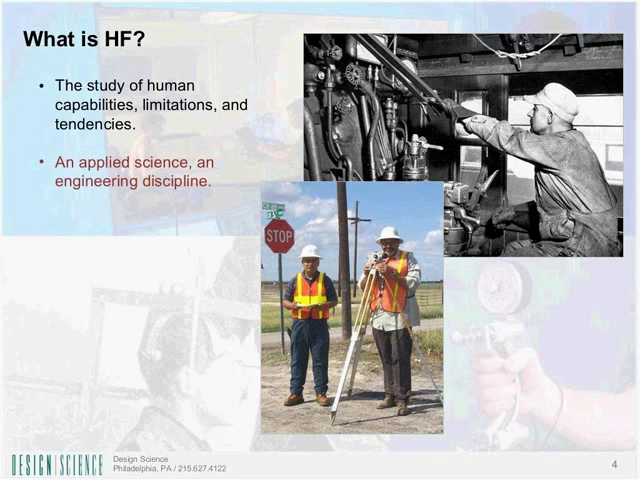 What is HF?
• The study of human
capabilities, limitations, and
tendencies.
• An applied science, an
engineering discipline.
STOP
DESIGN SCIENCE
Design Science
Philadelphia, PA / 215.627.4122
4